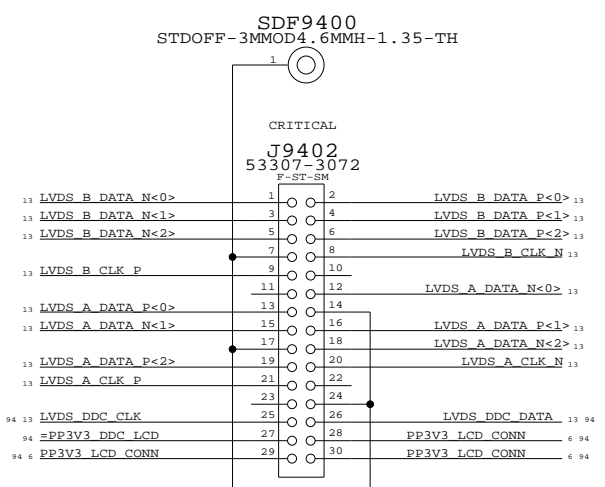 SDF9400
STDOFF-3MMOD4.6MMH-1.35-TH
1
CRITICAL
J9402
53307-3072
F-ST-SM
13 LVDS_B_DATA_N<0> 1 2 LVDS_B_DATA_P<0> 13
13 LVDS_B_DATA_N<1> 3 4 LVDS_B_DATA_P<1> 13
13 LVDS_B_DATA_N<2> 5 6 LVDS_B_DATA_P<2> 13
7 8 LVDS_B_CLK_N 13
13 LVDS_B_CLK_P 9 10
11 12 LVDS_A_DATA_N<0> 13
13 LVDS_A_DATA_P<0> 13 14
13 LVDS_A_DATA_N<1> 15 16 LVDS_A_DATA_P<1> 13
17 18 LVDS_A_DATA_N<2> 13
13 LVDS_A_DATA_P<2> 19 20 LVDS_A_CLK_N 13
13 LVDS_A_CLK_P 21 22
23 24
94 13 LVDS_DDC_CLK 25 26 LVDS_DDC_DATA 13 94
94 =PP3V3_DDC_LCD 27 28 PP3V3_LCD_CONN 6 94
94 6 PP3V3_LCD_CONN 29 30 PP3V3_LCD_CONN 6 94